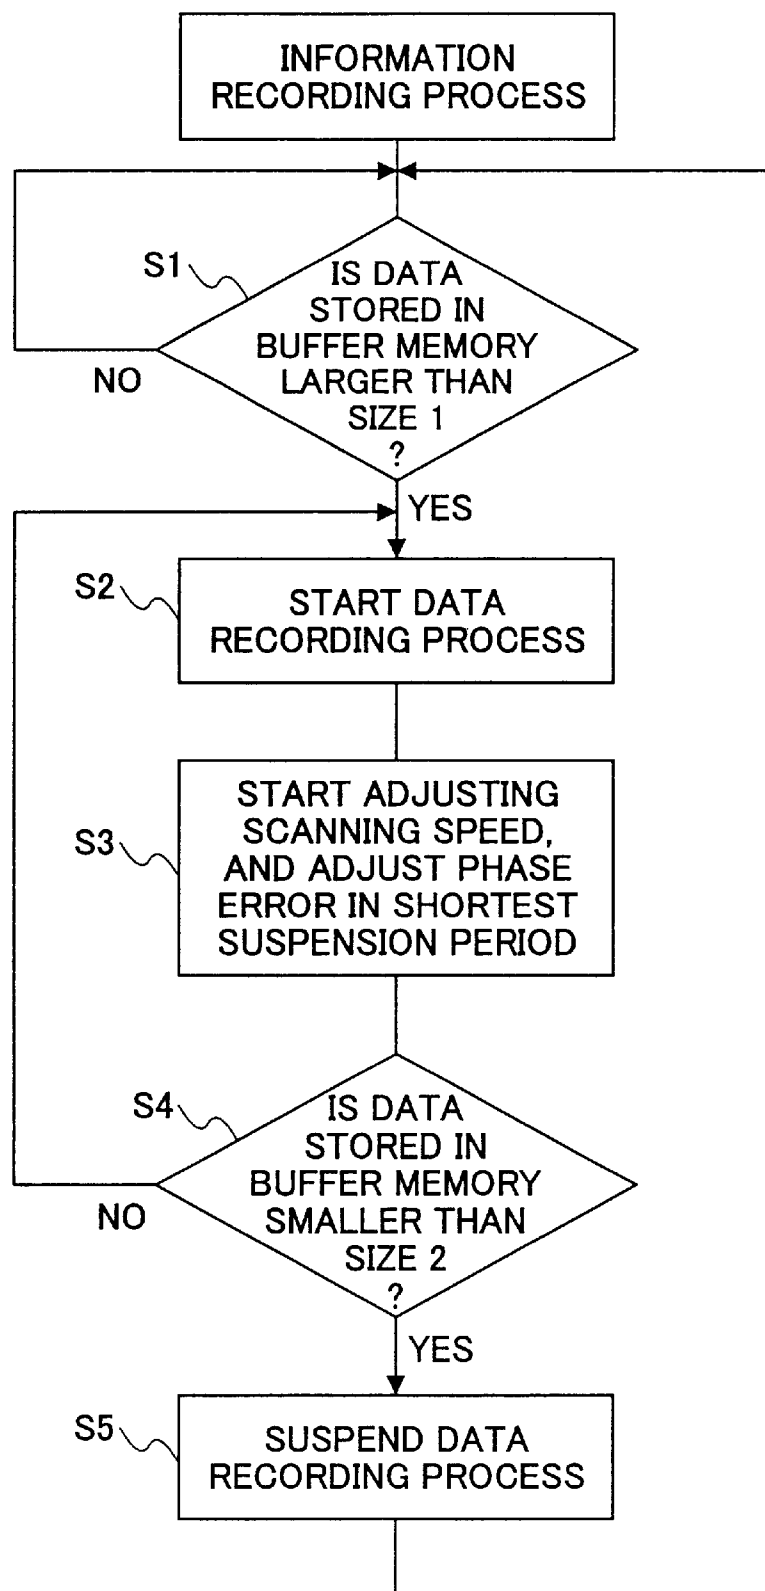 INFORMATION
RECORDING PROCESS
S1
IS DATA
STORED IN
BUFFER MEMORY
LARGER THAN
SIZE 1
?
NO
YES
S2
START DATA
RECORDING PROCESS
S3
START ADJUSTING
SCANNING SPEED,
AND ADJUST PHASE
ERROR IN SHORTEST
SUSPENSION PERIOD
S4
IS DATA
STORED IN
BUFFER MEMORY
SMALLER THAN
SIZE 2
?
NO
YES
S5
SUSPEND DATA
RECORDING PROCESS